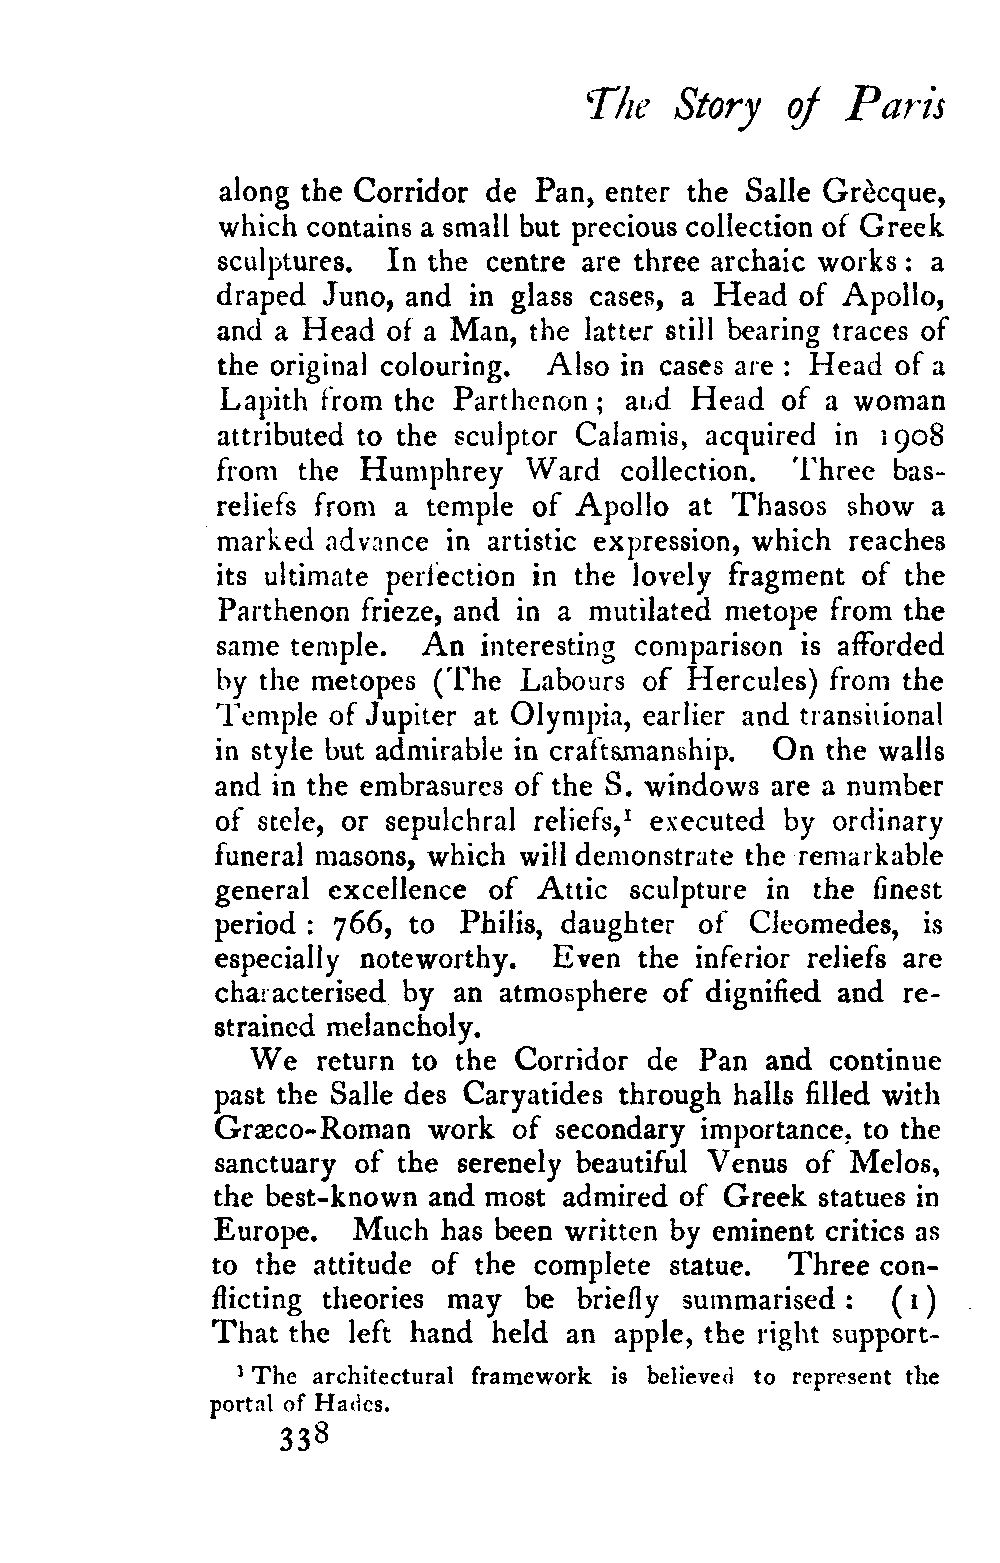 The Story of Paris
along the Corridor de Pan, enter the Salle Grècque,
which contains a small but precious collection of Greek
sculptures. In the centre are three archaic works : a
draped Juno, and in glass cases, a Head of Apollo,
and a Head of a Man, the latter still bearing traces of
the original colouring. Also in cases are : Head of a
Lapith from the Parthenon ; and Head of a woman
attributed to the sculptor Calamis, acquired in 1908
from the Humphrey Ward collection. Three bas-
reliefs from a temple of Apollo at Thasos show a
marked advance in artistic expression, which reaches
its ultimate perfection in the lovely fragment of the
Parthenon frieze, and in a mutilated metope from the
same temple. An interesting comparison is afforded
by the metopes (The Labours of Hercules) from the
Temple of Jupiter at Olympia, earlier and transitional
in style but admirable in craftsmanship. On the walls
and in the embrasures of the S. windows are a number
of stele, or sepulchral reliefs,¹ executed by ordinary
funeral masons, which will demonstrate the remarkable
general excellence of Attic sculpture in the finest
period : 766, to Philis, daughter of Cleomedes, is
especially noteworthy. Even the inferior reliefs are
characterised by an atmosphere of dignified and re-
strained melancholy.
We return to the Corridor de Pan and continue
past the Salle des Caryatides through halls filled with
Græco-Roman work of secondary importance, to the
sanctuary of the serenely beautiful Venus of Melos,
the best-known and most admired of Greek statues in
Europe. Much has been written by eminent critics as
to the attitude of the complete statue. Three con-
flicting theories may be briefly summarised : (1)
That the left hand held an apple, the right support-
¹ The architectural framework is believed to represent the
portal of Hades.
338